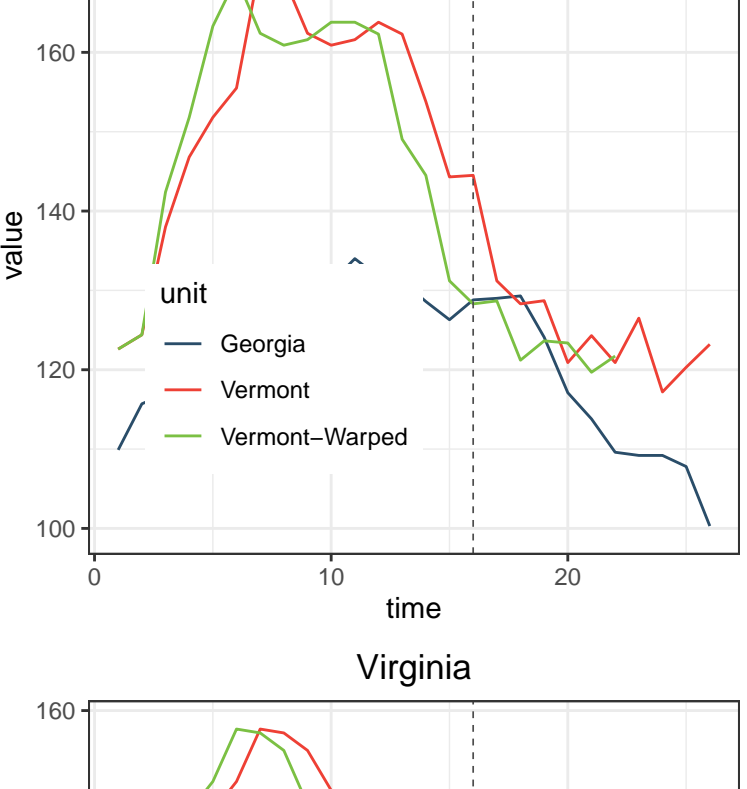 160
140
value
unit
Georgia
120
Vermont
Vermont−Warped
100
0 10 20
time
Virginia
160